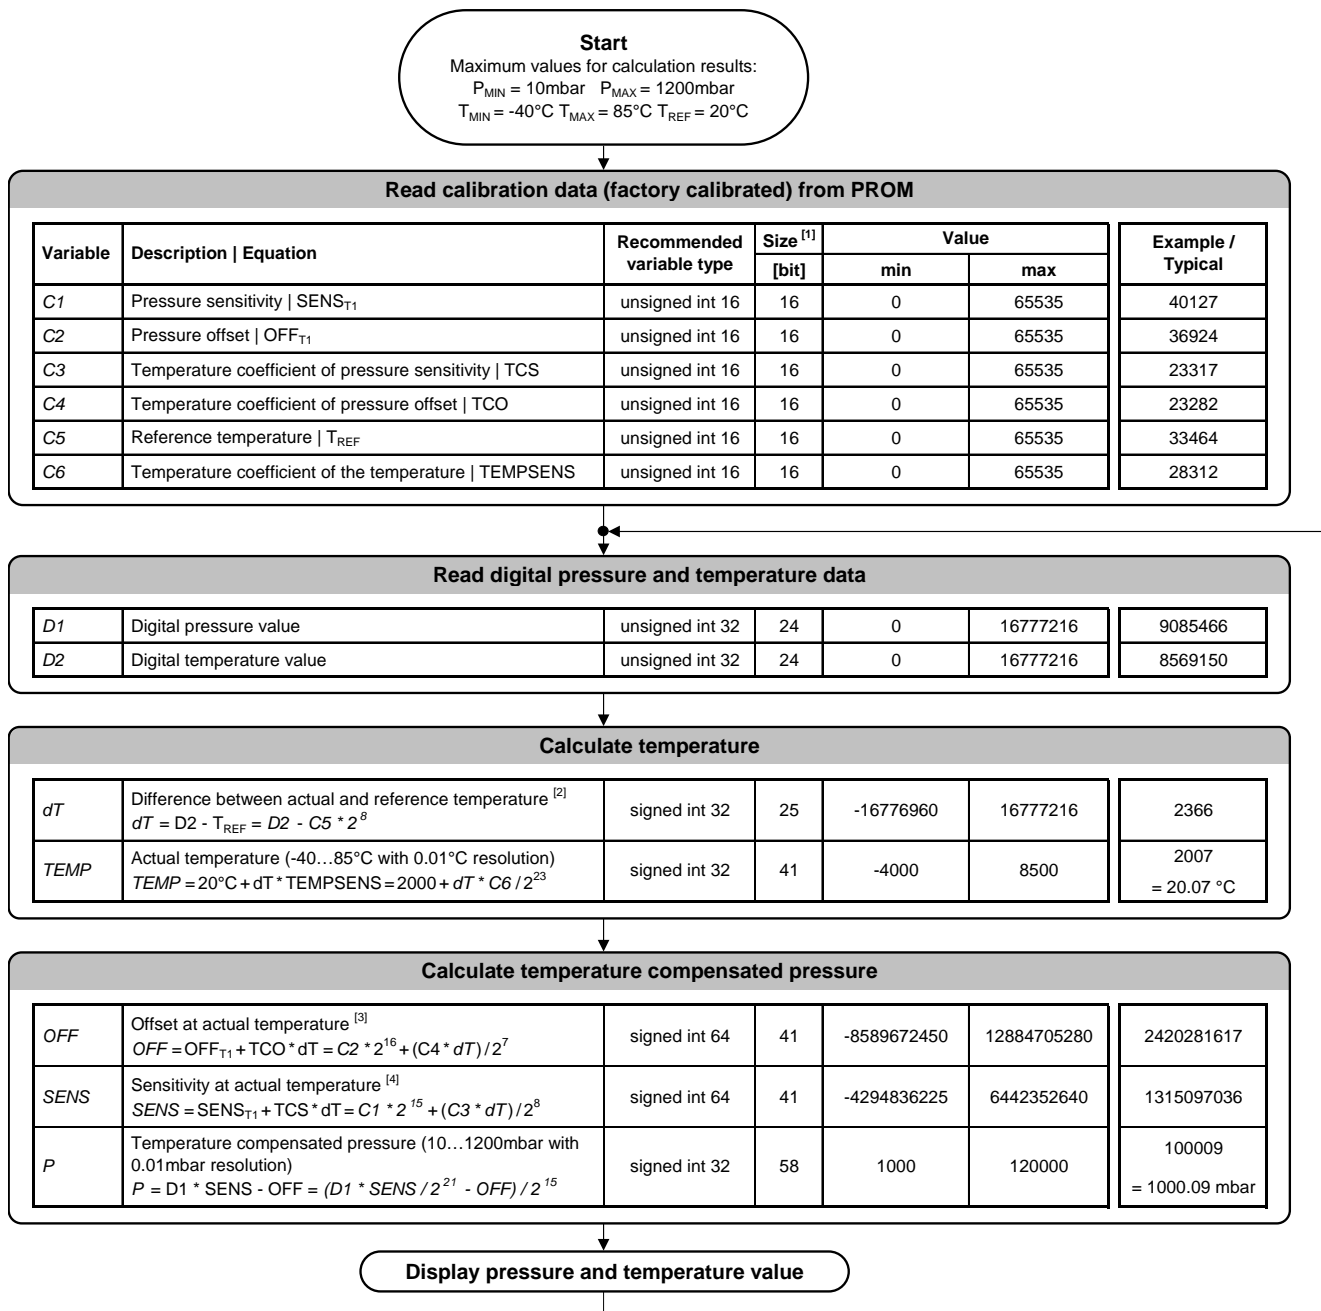 Start
Maximum values for calculation results:
P_MIN = 10mbar P_MAX = 1200mbar
T_MIN = -40°C T_MAX = 85°C T_REF = 20°C
Read calibration data (factory calibrated) from PROM
Variable | Description | Equation | Recommended variable type | Size [1] [bit] | Value min | max | Example / Typical
C1 Pressure sensitivity | SENS_T1 unsigned int 16 16 0 65535 40127
C2 Pressure offset | OFF_T1 unsigned int 16 16 0 65535 36924
C3 Temperature coefficient of pressure sensitivity | TCS unsigned int 16 16 0 65535 23317
C4 Temperature coefficient of pressure offset | TCO unsigned int 16 16 0 65535 23282
C5 Reference temperature | T_REF unsigned int 16 16 0 65535 33464
C6 Temperature coefficient of the temperature | TEMPSENS unsigned int 16 16 0 65535 28312
Read digital pressure and temperature data
D1 Digital pressure value unsigned int 32 24 0 16777216 9085466
D2 Digital temperature value unsigned int 32 24 0 16777216 8569150
Calculate temperature
dT Difference between actual and reference temperature [2] signed int 32 25 -16776960 16777216 2366
dT = D2 - T_REF = D2 - C5 * 2^8
TEMP Actual temperature (-40…85°C with 0.01°C resolution) signed int 32 41 -4000 8500 2007
TEMP = 20°C + dT * TEMPSENS = 2000 + dT * C6 / 2^23 = 20.07 °C
Calculate temperature compensated pressure
OFF Offset at actual temperature [3] signed int 64 41 -8589672450 12884705280 2420281617
OFF = OFF_T1 + TCO * dT = C2 * 2^16 + (C4 * dT) / 2^7
SENS Sensitivity at actual temperature [4] signed int 64 41 -4294836225 6442352640 1315097036
SENS = SENS_T1 + TCS * dT = C1 * 2^15 + (C3 * dT) / 2^8
P Temperature compensated pressure (10…1200mbar with
0.01mbar resolution) signed int 32 58 1000 120000 100009
P = D1 * SENS - OFF = (D1 * SENS / 2^21 - OFF) / 2^15 = 1000.09 mbar
Display pressure and temperature value